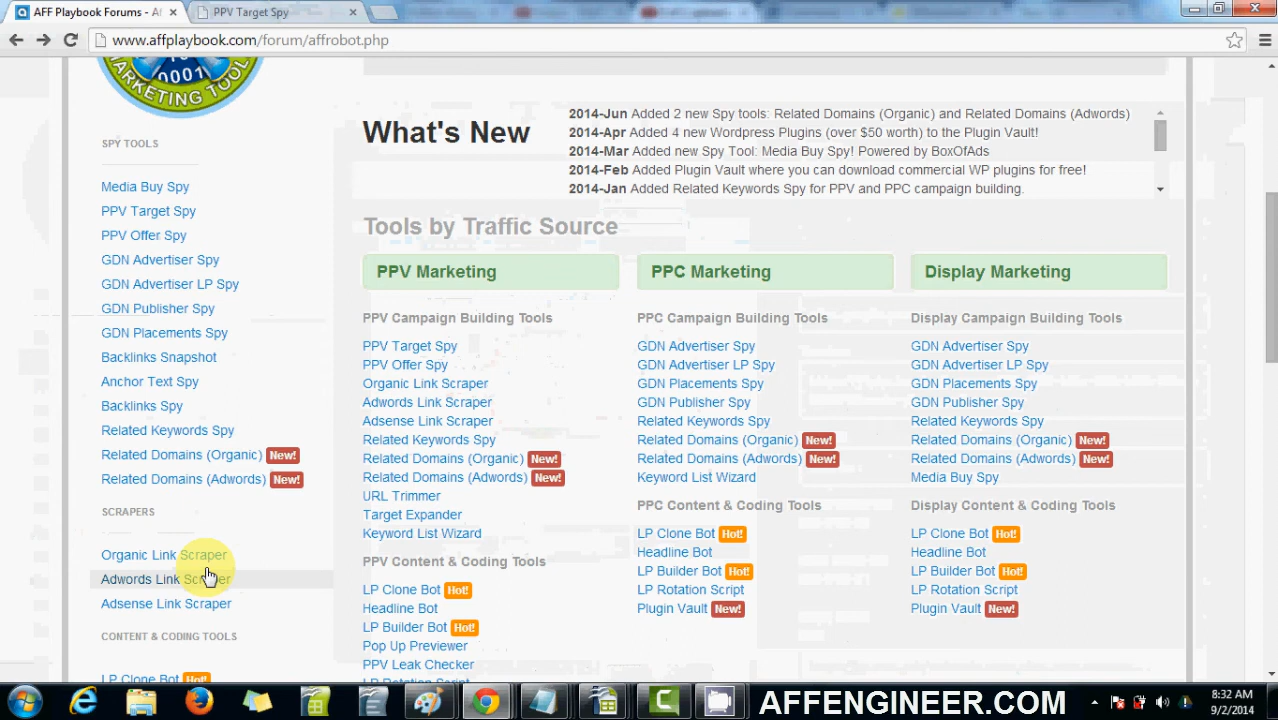 AFF Playbook Forums - Af
PPV Target Spy
www.affplaybook.com/forum/affrobot.php
0001
MARKETING TOOL
SPY TOOLS
Media Buy Spy
PPV Target Spy
PPV Offer Spy
GDN Advertiser Spy
GDN Advertiser LP Spy
GDN Publisher Spy
GDN Placements Spy
Backlinks Snapshot
Anchor Text Spy
Backlinks Spy
Related Keywords Spy
Related Domains (Organic) New!
Related Domains (Adwords) New!
SCRAPERS
Organic Link Scraper
Adwords Link Scraper
Adsense Link Scraper
CONTENT & CODING TOOLS
LP Clone Bot Hot!
What's New
2014-Jun Added 2 new Spy tools: Related Domains (Organic) and Related Domains (Adwords)
2014-Apr Added 4 new Wordpress Plugins (over $50 worth) to the Plugin Vault!
2014-Mar Added new Spy Tool: Media Buy Spy! Powered by BoxOfAds
2014-Feb Added Plugin Vault where you can download commercial WP plugins for free!
2014-Jan Added Related Keywords Spy for PPV and PPC campaign building.
Tools by Traffic Source
PPV Marketing
PPV Campaign Building Tools
PPV Target Spy
PPV Offer Spy
Organic Link Scraper
Adwords Link Scraper
Adsense Link Scraper
Related Keywords Spy
Related Domains (Organic) New!
Related Domains (Adwords) New!
URL Trimmer
Target Expander
Keyword List Wizard
PPV Content & Coding Tools
LP Clone Bot Hot!
Headline Bot
LP Builder Bot Hot!
Pop Up Previewer
PPV Leak Checker
LP Rotation Script
PPC Marketing
PPC Campaign Building Tools
GDN Advertiser Spy
GDN Advertiser LP Spy
GDN Placements Spy
GDN Publisher Spy
Related Keywords Spy
Related Domains (Organic) New!
Related Domains (Adwords) New!
Keyword List Wizard
PPC Content & Coding Tools
LP Clone Bot Hot!
Headline Bot
LP Builder Bot Hot!
LP Rotation Script
Plugin Vault New!
Display Marketing
Display Campaign Building Tools
GDN Advertiser Spy
GDN Advertiser LP Spy
GDN Placements Spy
GDN Publisher Spy
Related Keywords Spy
Related Domains (Organic) New!
Related Domains (Adwords) New!
Media Buy Spy
Display Content & Coding Tools
LP Clone Bot Hot!
Headline Bot
LP Builder Bot Hot!
LP Rotation Script
Plugin Vault New!
AFFENGINEER.COM
8:32 AM
9/2/2014